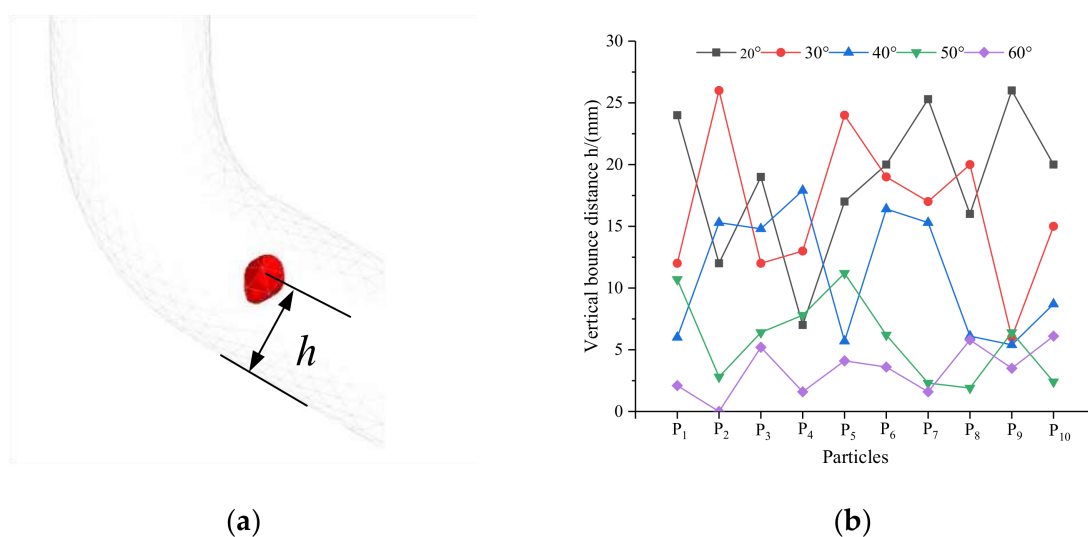 h
(a)
20° 30° 40° 50° 60°
Vertical bounce distance h/(mm)
30
25
20
15
10
5
0
P1 P2 P3 P4 P5 P6 P7 P8 P9 P10
Particles
(b)